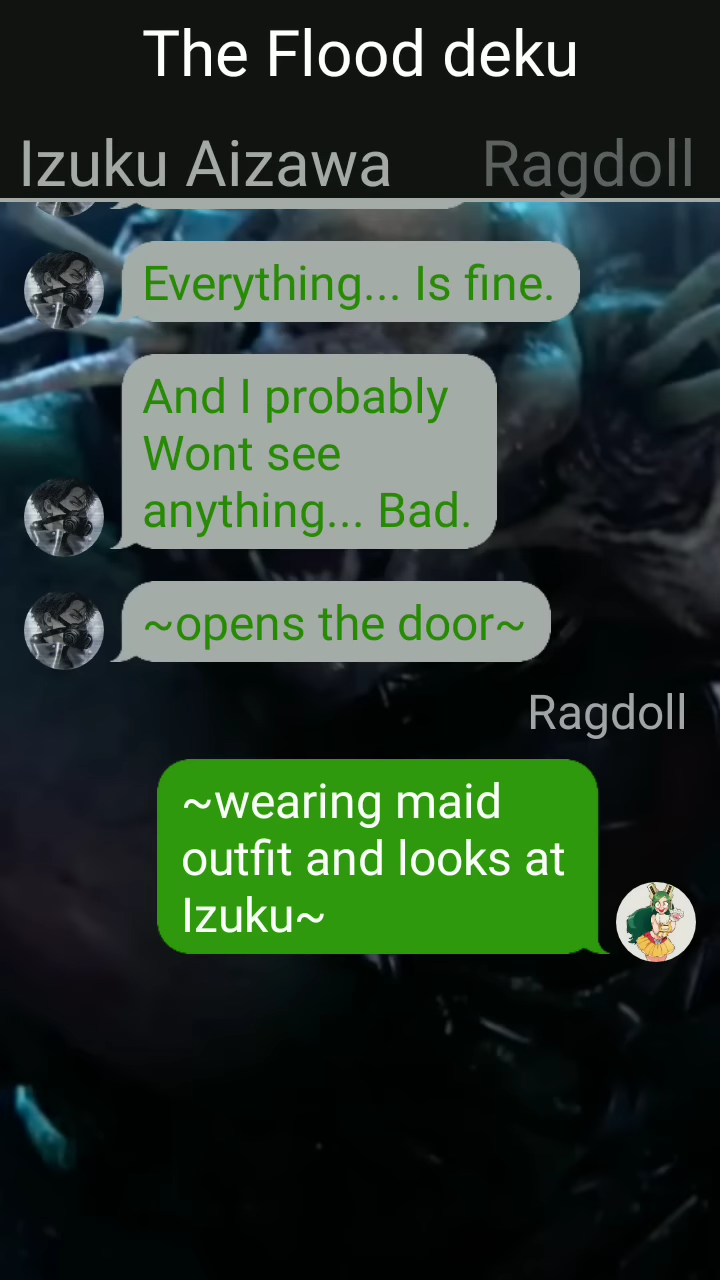 The Flood deku
Izuku Aizawa
Ragdoll
Everything... Is fine.
And I probably
Wont see
anything... Bad.
~opens the door~
Ragdoll
~wearing maid
outfit and looks at
Izuku~